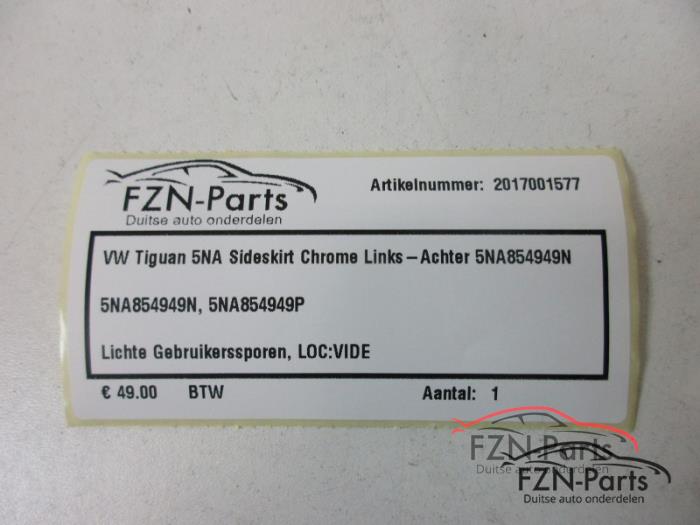 FZN-Parts
Duitse auto onderdelen
Artikelnummer: 2017001577
VW Tiguan 5NA Sideskirt Chrome Links-Achter 5NA854949N
5NA854949N, 5NA854949P
Lichte Gebruikerssporen, LOC:VIDE
€ 49.00 BTW Aantal: 1
FZN-Parts
Duitse auto onderdelen
FZN-Parts
Duitse auto onderdelen